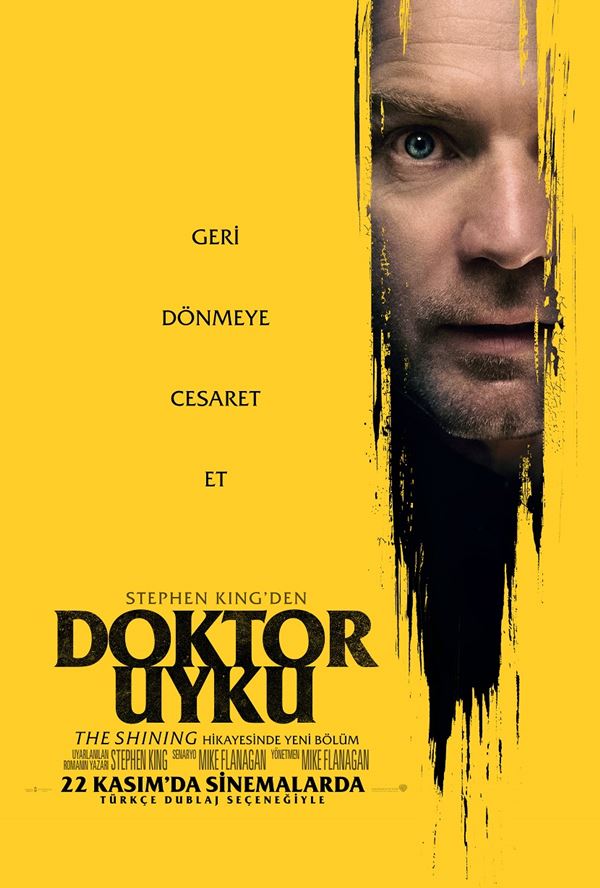 GERİ
DÖNMEYE
CESARET
ET
STEPHEN KING'DEN
DOKTOR
UYKU
THE SHINING HİKAYESİNDE YENİ BÖLÜM
UYARLANILAN ROMANIN YAZARI STEPHEN KING SENARYO MIKE FLANAGAN YÖNETMEN MIKE FLANAGAN
22 KASIM'DA SİNEMALARDA
TÜRKÇE DUBLAJ SEÇENEĞİYLE